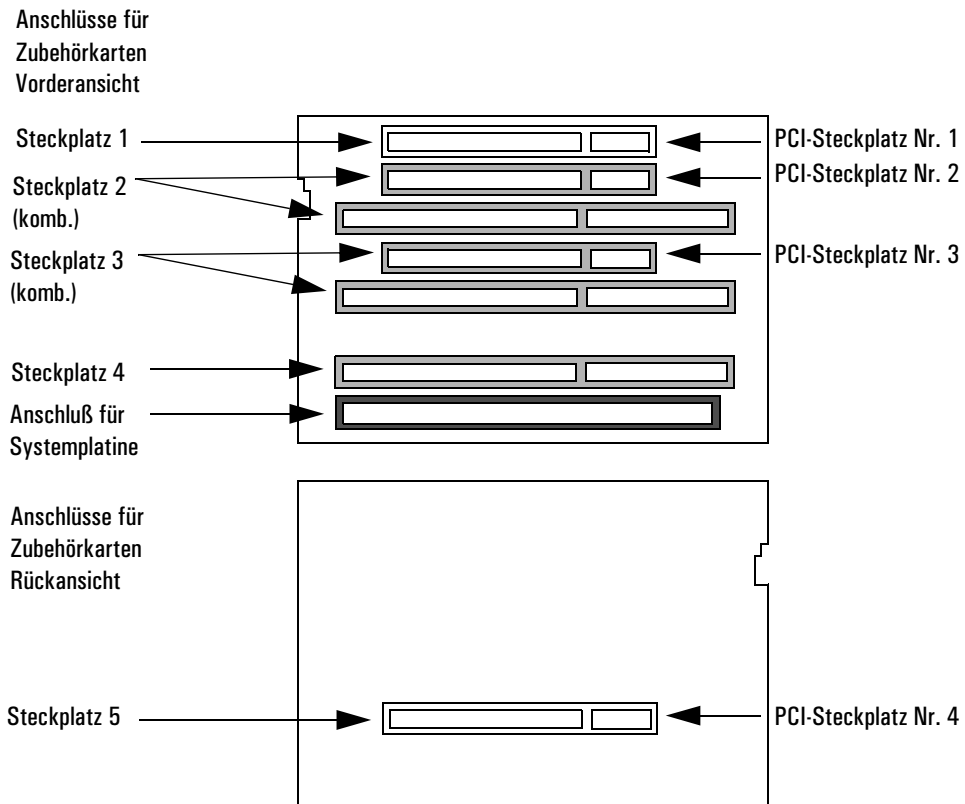 Anschlüsse für
Zubehörkarten
Vorderansicht
Steckplatz 1
PCI-Steckplatz Nr. 1
PCI-Steckplatz Nr. 2
Steckplatz 2
(komb.)
Steckplatz 3
(komb.)
PCI-Steckplatz Nr. 3
Steckplatz 4
Anschluß für
Systemplatine
Anschlüsse für
Zubehörkarten
Rückansicht
Steckplatz 5
PCI-Steckplatz Nr. 4